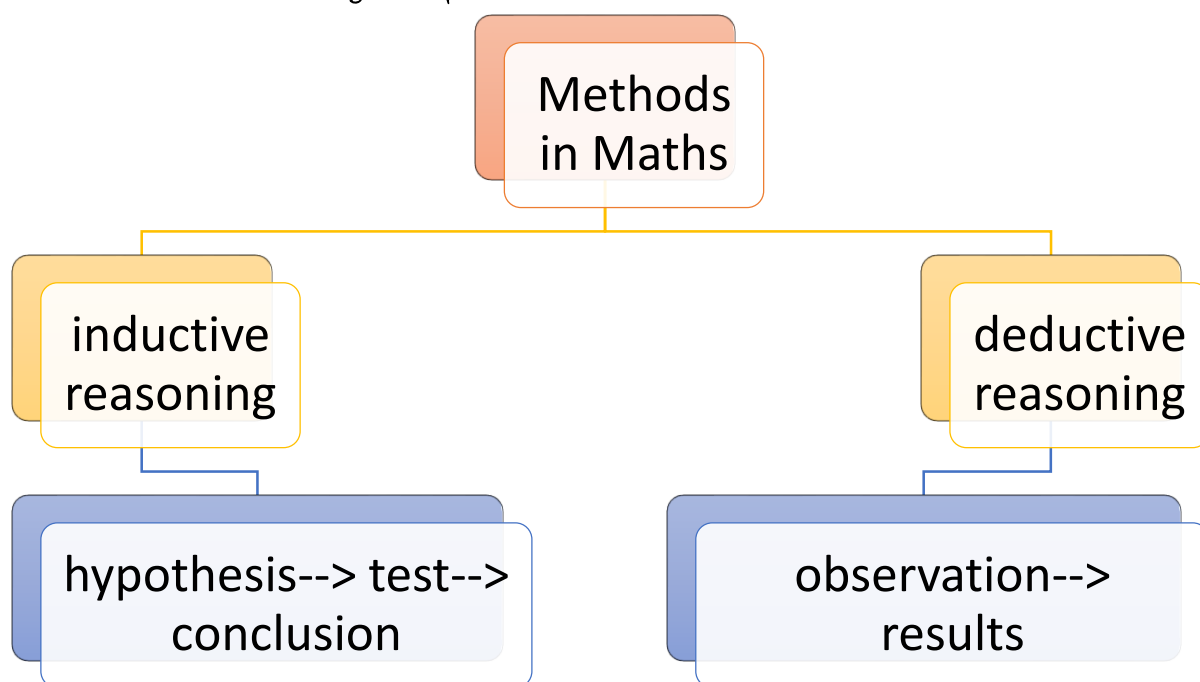 Methods
in Maths
inductive
reasoning
deductive
reasoning
hypothesis--> test-->
conclusion
observation-->
results